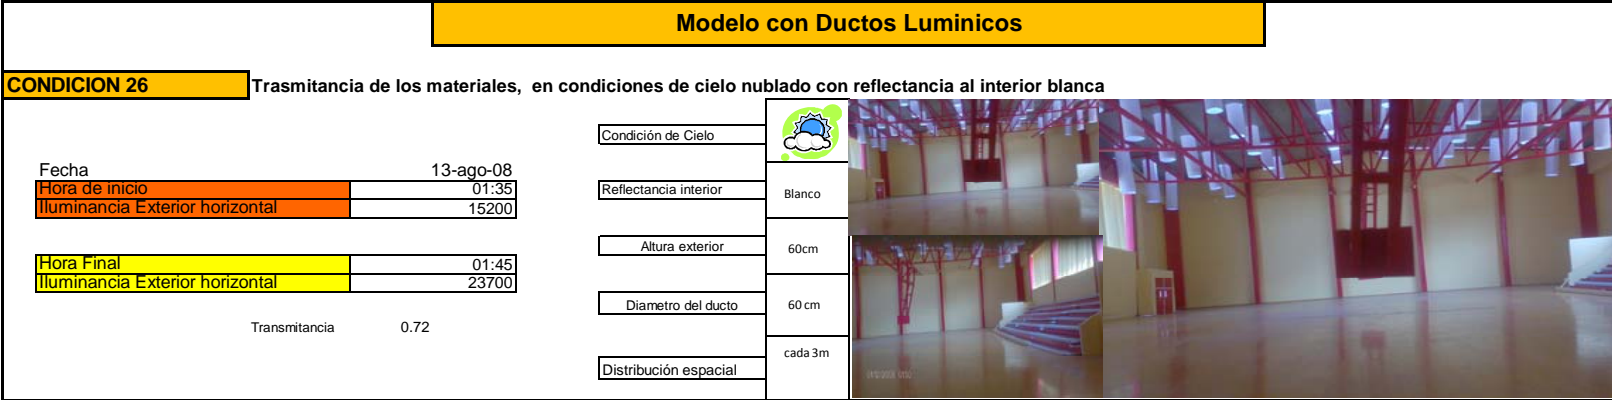 Modelo con Ductos Luminicos
CONDICION 26
Trasmitancia de los materiales, en condiciones de cielo nublado con reflectancia al interior blanca
Condición de Cielo
Fecha 13-ago-08
Hora de inicio 01:35
Iluminancia Exterior horizontal 15200
Reflectancia interior Blanco
Altura exterior 60cm
Hora Final 01:45
Iluminancia Exterior horizontal 23700
Diametro del ducto 60 cm
Transmitancia 0.72
cada 3m
Distribución espacial